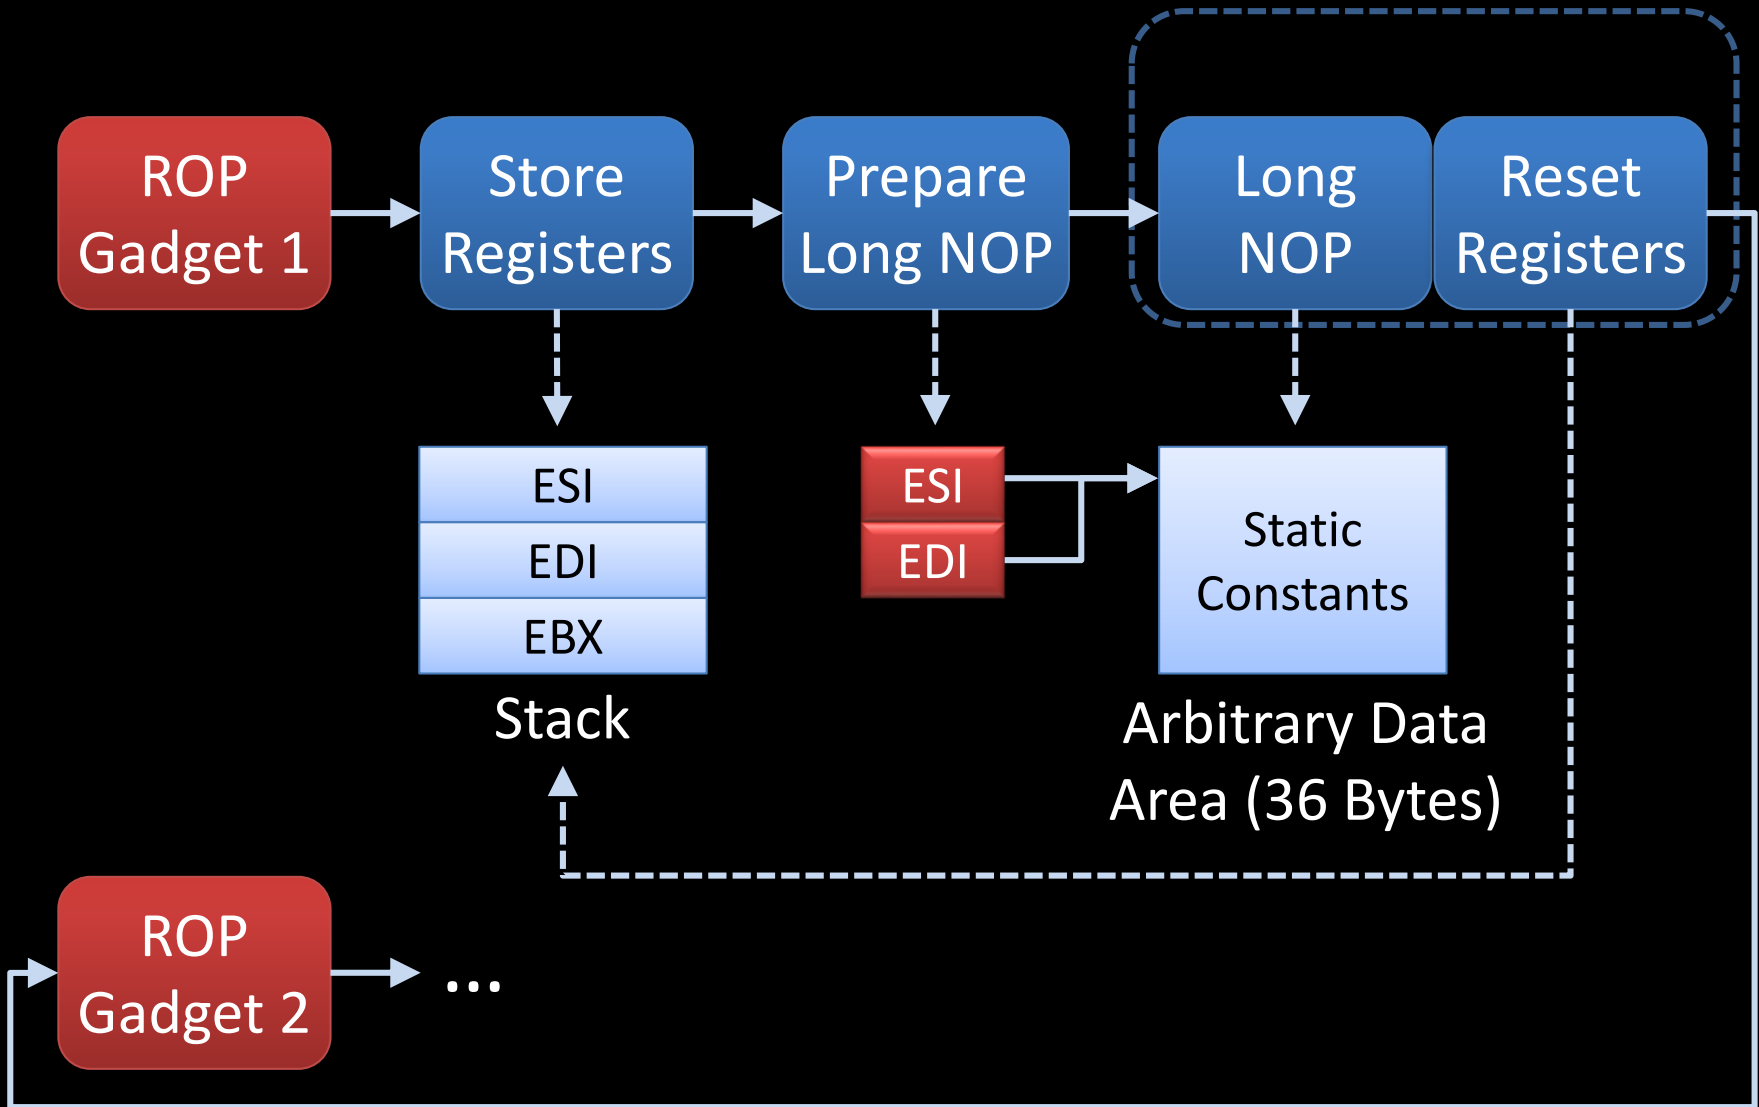 ROP
Gadget 1
Store
Registers
Prepare
Long NOP
Long
NOP
Reset
Registers
ESI
EDI
EBX
Stack
ESI
EDI
Static
Constants
Arbitrary Data
Area (36 Bytes)
ROP
Gadget 2
...